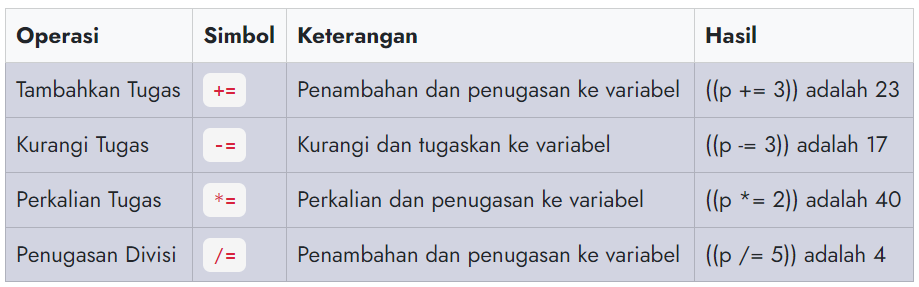 Operasi Simbol Keterangan Hasil
Tambahkan Tugas += Penambahan dan penugasan ke variabel ((p += 3)) adalah 23
Kurangi Tugas -= Kurangi dan tugaskan ke variabel ((p -= 3)) adalah 17
Perkalian Tugas *= Perkalian dan penugasan ke variabel ((p *= 2)) adalah 40
Penugasan Divisi /= Penambahan dan penugasan ke variabel ((p /= 5)) adalah 4